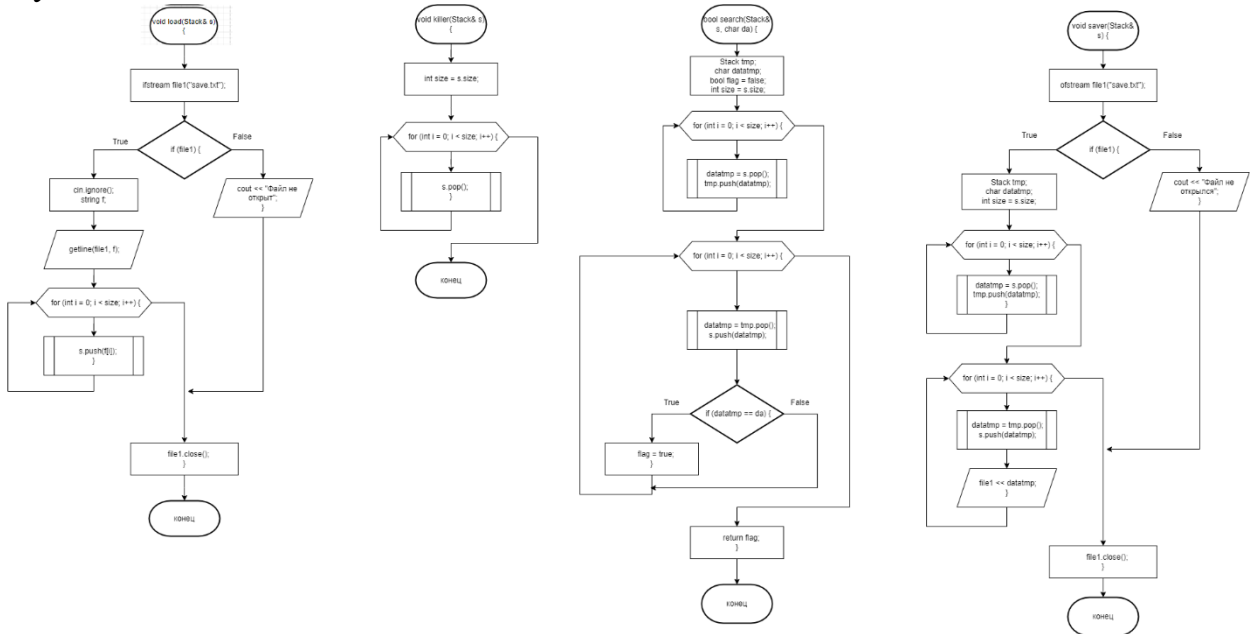 void load(Stack& s)
{
ifstream file1("save.txt");
True
False
if (file1) {
cin.ignore();
string f;
cout << "Файл не
открыт";
}
getline(file1, f);
for (int i = 0; i < size; i++) {
s.push(f[i]);
}
file1.close();
}
конец
void killer(Stack& s)
{
int size = s.size;
for (int i = 0; i < size; i++) {
s.pop();
}
конец
bool search(Stack&
s, char da) {
Stack tmp;
char datatmp;
bool flag = false;
int size = s.size;
for (int i = 0; i < size; i++) {
datatmp = s.pop();
tmp.push(datatmp);
for (int i = 0; i < size; i++) {
datatmp = tmp.pop();
s.push(datatmp);
True
False
if (datatmp == da) {
flag = true;
}
return flag;
}
конец
void saver(Stack&
s) {
ofstream file1("save.txt");
True
False
if (file1) {
Stack tmp;
char datatmp;
int size = s.size;
cout << "Файл не
открылся";
}
for (int i = 0; i < size; i++) {
datatmp = s.pop();
tmp.push(datatmp);
}
for (int i = 0; i < size; i++) {
datatmp = tmp.pop();
s.push(datatmp);
file1 << datatmp;
}
file1.close();
}
конец